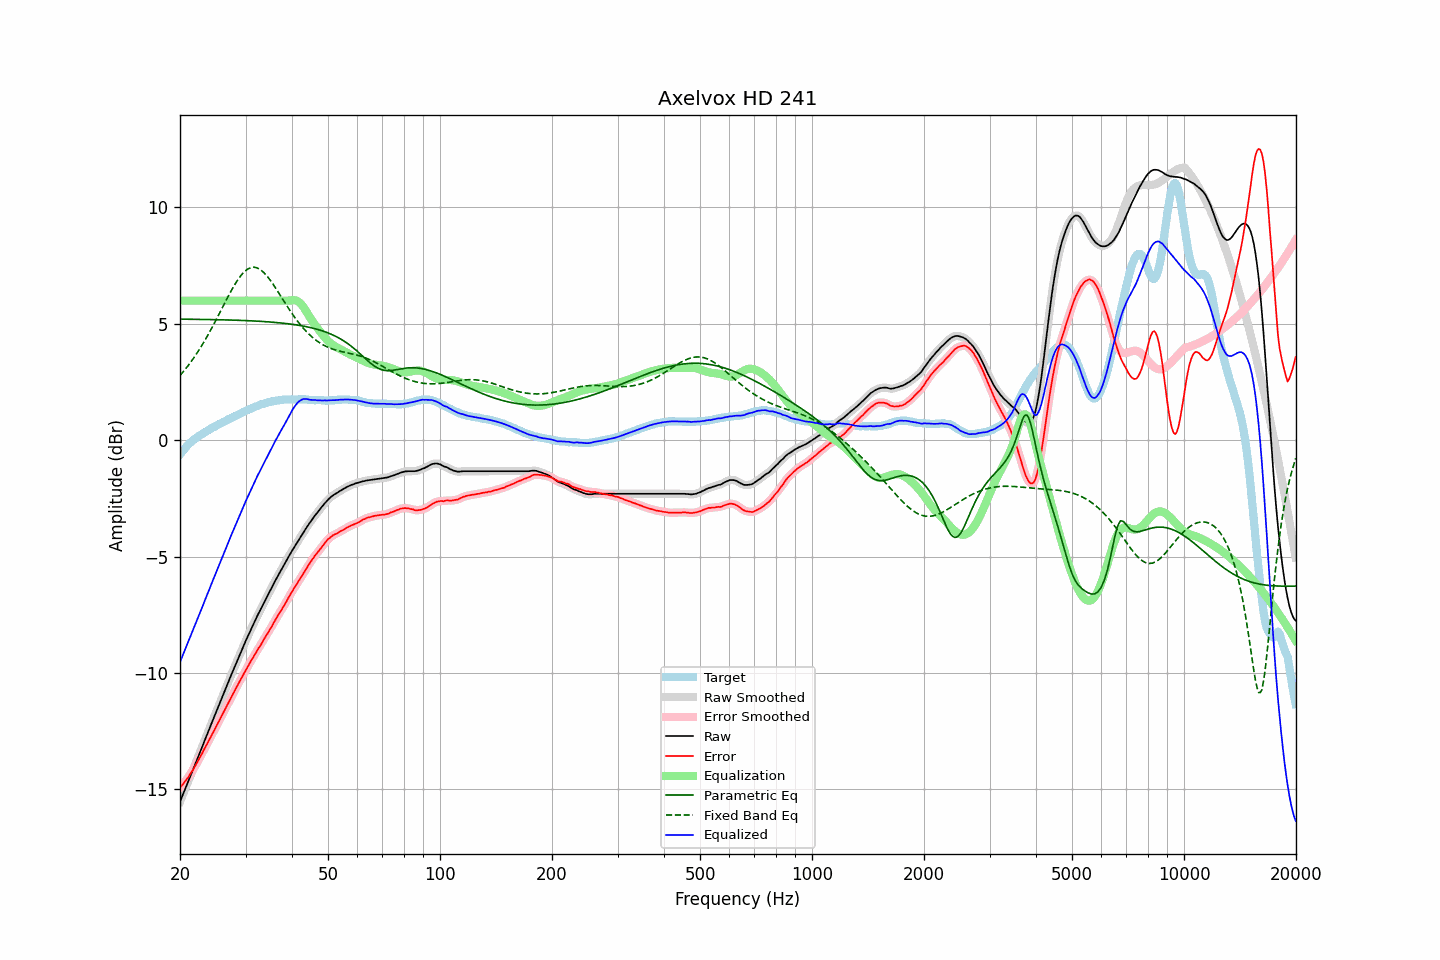 Axelvox HD 241
Amplitude (dBr)
10
5
0
−5
−10
−15
Target
Raw Smoothed
Error Smoothed
Raw
Error
Equalization
Parametric Eq
Fixed Band Eq
Equalized
20
50
100
200
500
1000
2000
5000
10000
20000
Frequency (Hz)